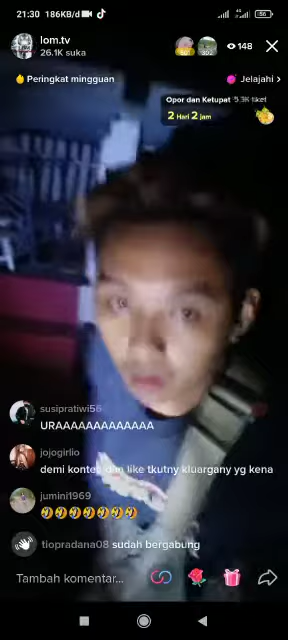 21:30 186KB/d
56
lom.tv
26.1K suka
148
Peringkat mingguan
Jelajahi >
Opor dan Ketupat 5.3K tiket
2 Hari 2 Jam
susipratiwi56
URAAAAAAAAAAAAA
jojogirlio
demi konten dan like tkutny kluargany yg kena
jumini1969
🤣🤣🤣🤣🤣🤣🤣
tiopradana08 sudah bergabung
Tambah komentar...